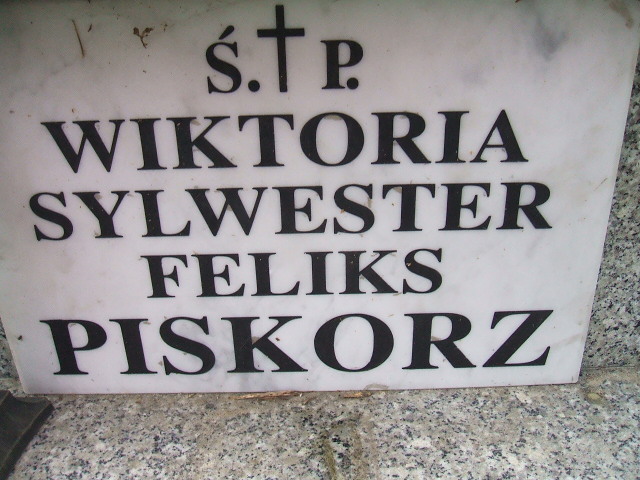 Ś. P.
WIKTORIA
SYLWESTER
FELIKS
PISKORZ